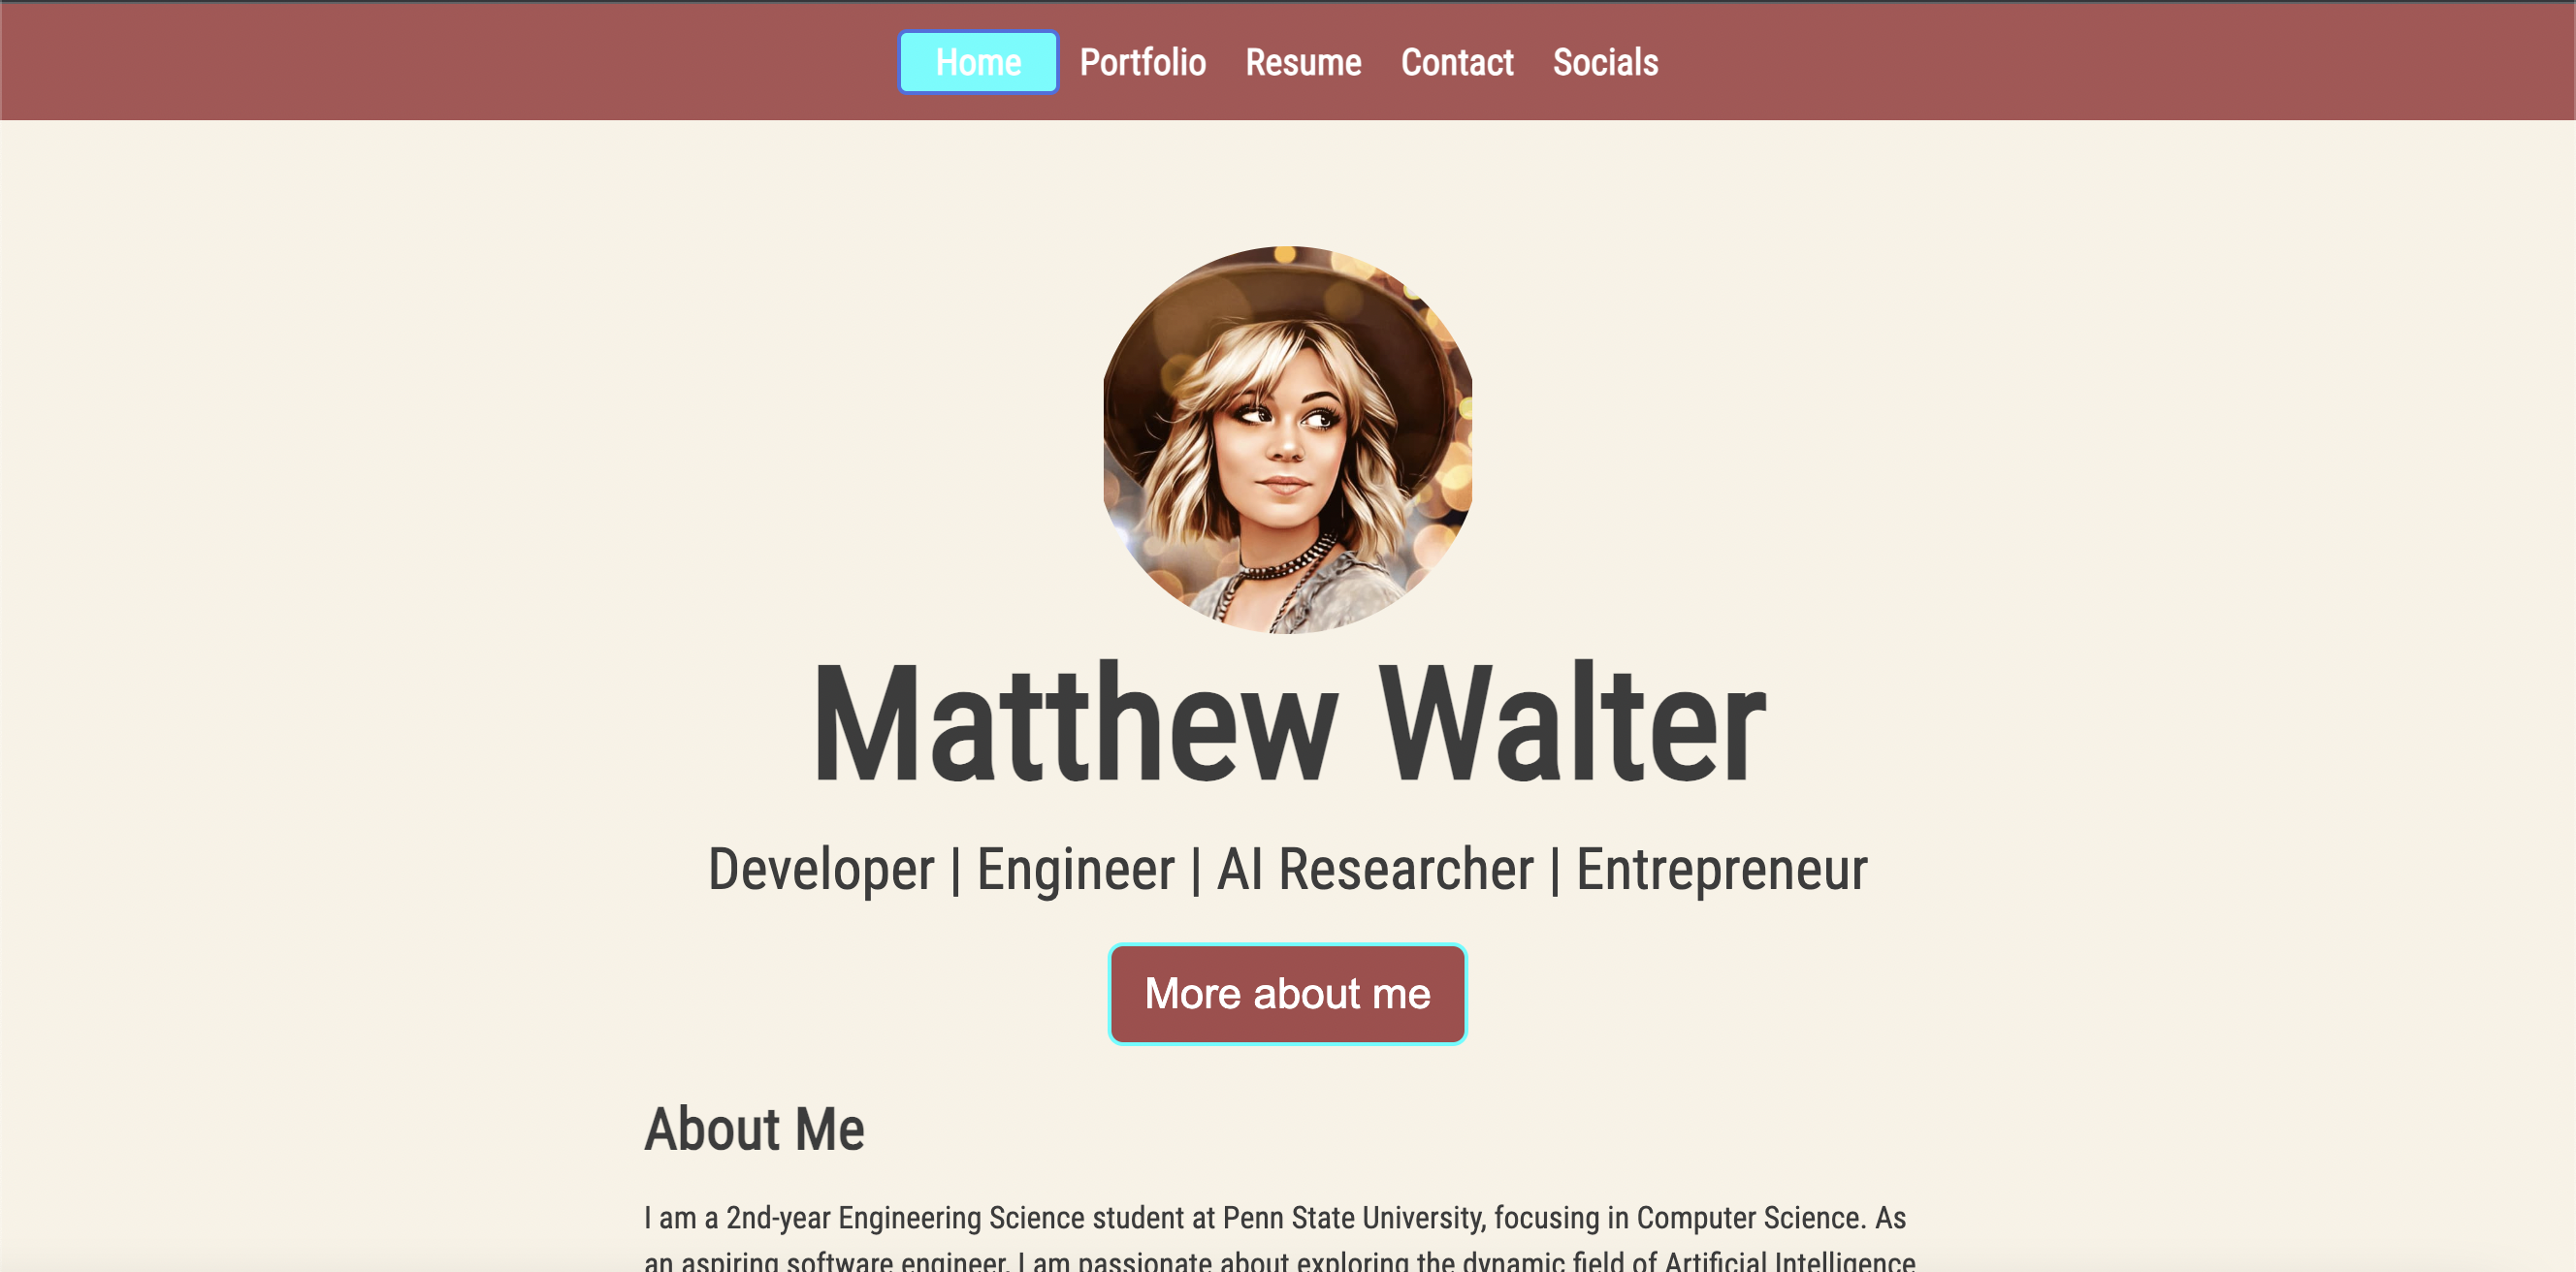 Home Portfolio Resume Contact Socials
Matthew Walter
Developer | Engineer | AI Researcher | Entrepreneur
More about me
About Me
I am a 2nd-year Engineering Science student at Penn State University, focusing in Computer Science. As
an aspiring software engineer, I am passionate about exploring the dynamic field of Artificial Intelligence